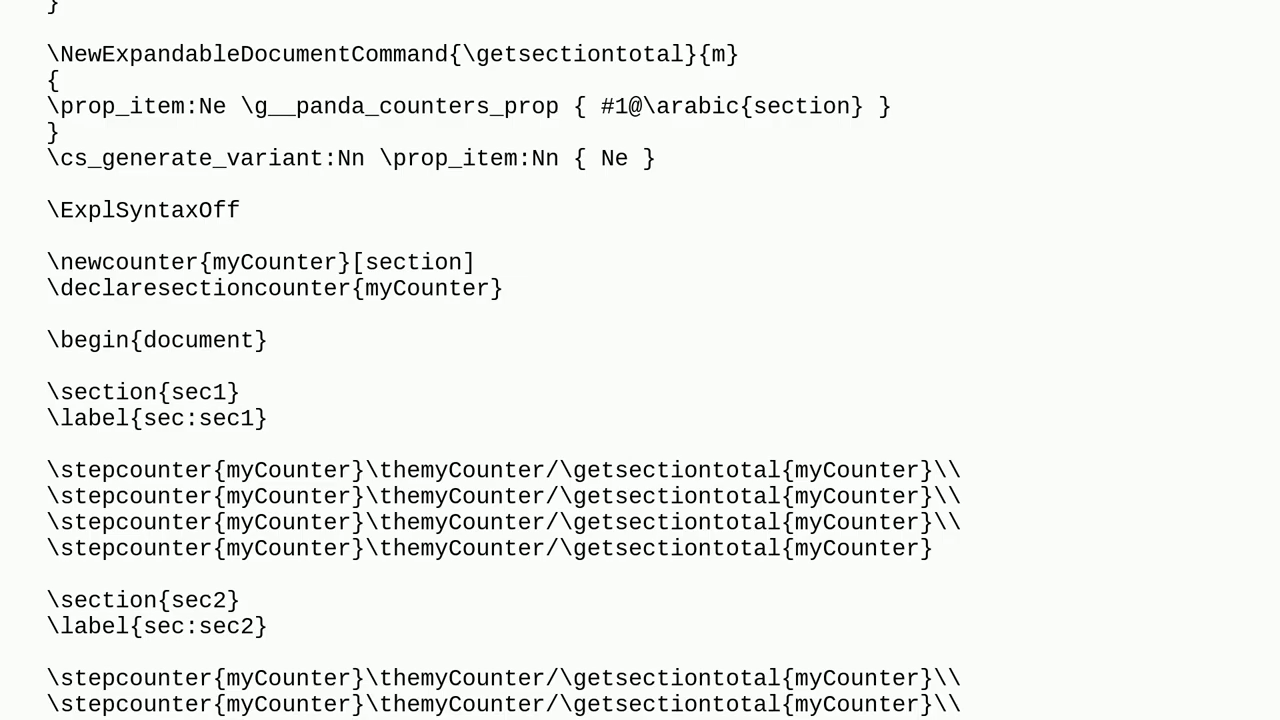 }
\NewExpandableDocumentCommand{\getsectiontotal}{m}
{
\prop_item:Ne \g__panda_counters_prop { #1@\arabic{section} }
}
\cs_generate_variant:Nn \prop_item:Nn { Ne }
\ExplSyntaxOff
\newcounter{myCounter}[section]
\declaresectioncounter{myCounter}
\begin{document}
\section{sec1}
\label{sec:sec1}
\stepcounter{myCounter}\themyCounter/\getsectiontotal{myCounter}\\
\stepcounter{myCounter}\themyCounter/\getsectiontotal{myCounter}\\
\stepcounter{myCounter}\themyCounter/\getsectiontotal{myCounter}\\
\stepcounter{myCounter}\themyCounter/\getsectiontotal{myCounter}
\section{sec2}
\label{sec:sec2}
\stepcounter{myCounter}\themyCounter/\getsectiontotal{myCounter}\\
\stepcounter{myCounter}\themyCounter/\getsectiontotal{myCounter}\\